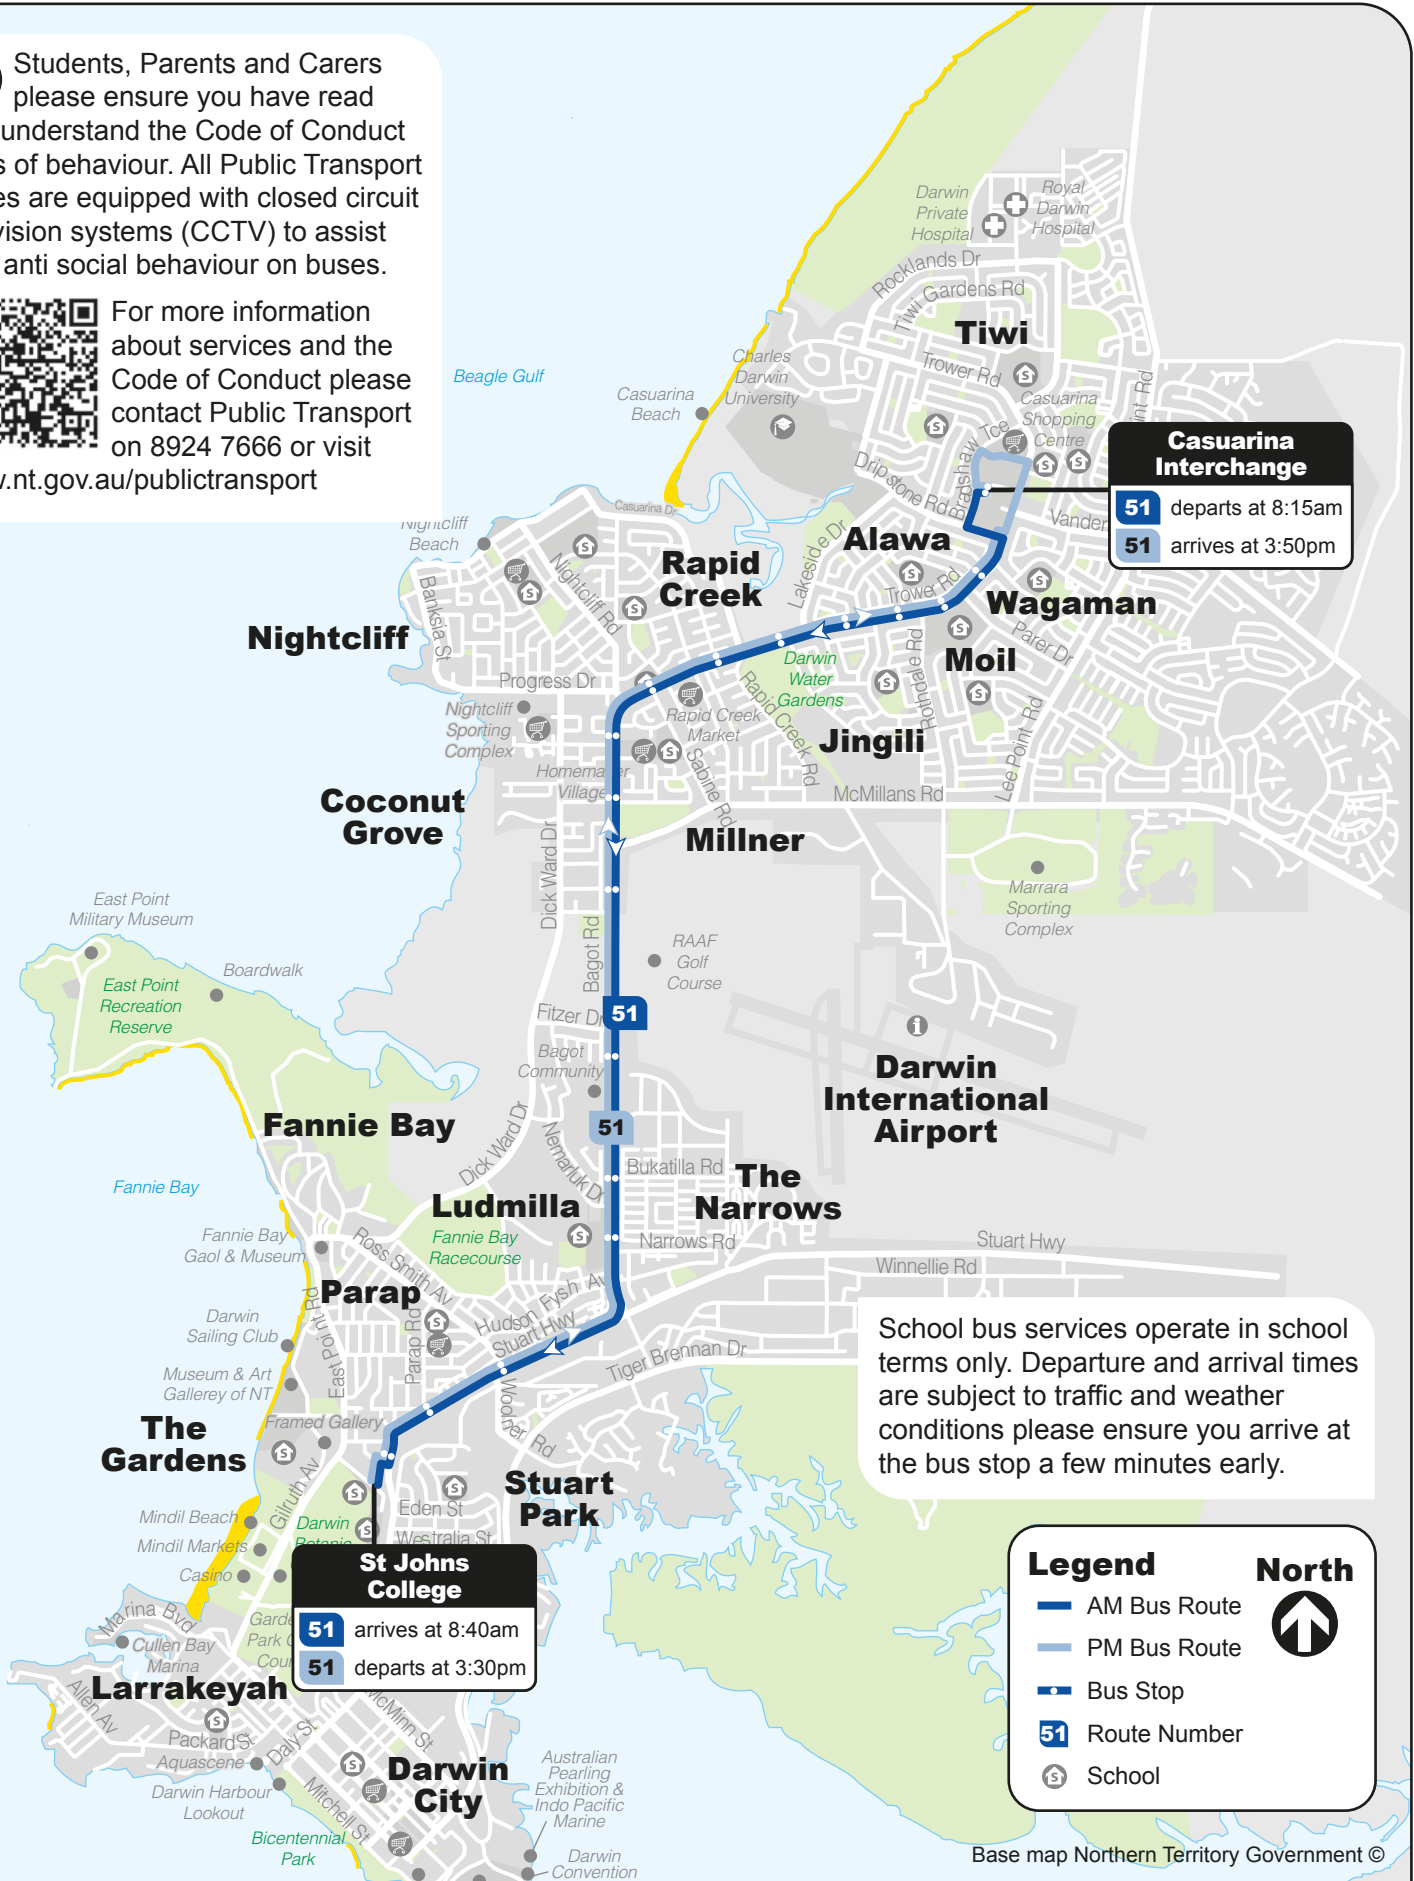 Students, Parents and Carers
please ensure you have read
understand the Code of Conduct
s of behaviour. All Public Transport
es are equipped with closed circuit
vision systems (CCTV) to assist
anti social behaviour on buses.
For more information
about services and the
Code of Conduct please
contact Public Transport
on 8924 7666 or visit
w.nt.gov.au/publictransport
Darwin
Private
Hospital
Royal
Darwin
Hospital
Rocklands Dr
Tiwi Gardens Rd
Tiwi
Trower Rd
Charles
Darwin
University
Beagle Gulf
Casuarina
Beach
Casuarina
Shopping
Centre
int Rd
Bradshaw Tce
Dripstone Rd
Casuarina
Interchange
51 departs at 8:15am
51 arrives at 3:50pm
Vander
Casuarina Dr
Nightcliff
Beach
Lakeside Dr
Alawa
Rapid
Creek
Nightcliff Rd
Banksia St
Trower Rd
Wagaman
Nightcliff
Parer Dr
Moil
Rothdale Rd
Darwin
Water
Gardens
Progress Dr
Nightcliff
Sporting
Complex
Rapid Creek
Market
Rapid Creek Rd
Jingili
Lee Point Rd
Sabine Rd
Homemaker
Village
McMillans Rd
Coconut
Grove
Millner
Dick Ward Dr
Marrara
Sporting
Complex
East Point
Military Museum
Boardwalk
East Point
Recreation
Reserve
Bagot Rd
RAAF
Golf
Course
Fitzer Dr
51
Bagot
Community
Darwin
International
Airport
Fannie Bay
51
Dick Ward Dr
Nemarluk Dr
Bukatilla Rd
The
Narrows
Fannie Bay
Ludmilla
Fannie Bay
Racecourse
Narrows Rd
Stuart Hwy
Winnellie Rd
Fannie Bay
Gaol & Museum
Ross Smith Av
Parap
Hudson Fysh Av
Stuart Hwy
Darwin
Sailing Club
East Point Rd
Parap Rd
Tiger Brennan Dr
Museum & Art
Gallerey of NT
Woolner Rd
School bus services operate in school
terms only. Departure and arrival times
are subject to traffic and weather
conditions please ensure you arrive at
the bus stop a few minutes early.
Framed Gallery
The
Gardens
Gilruth Av
Stuart
Park
Eden St
Westralia St
Mindil Beach
Mindil Markets
Casino
Darwin
Botanic
St Johns
College
51 arrives at 8:40am
51 departs at 3:30pm
Garde
Park G
Cour
Marina Bvd
Cullen Bay
Marina
Larrakeyah
Allen Av
Packard St
Aquascene
Daly St
McMinn St
Darwin Harbour
Lookout
Mitchell St
Darwin
City
Bicentennial
Park
Australian
Pearling
Exhibition &
Indo Pacific
Marine
Darwin
Convention
Legend
North
AM Bus Route
PM Bus Route
Bus Stop
51 Route Number
School
Base map Northern Territory Government ©